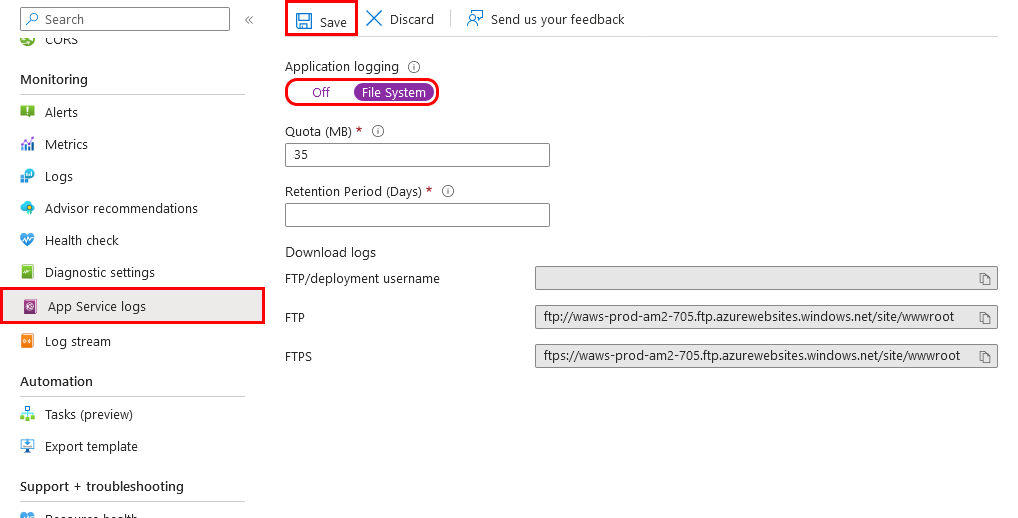 Search
«
CORS
Monitoring
Alerts
Metrics
Logs
Advisor recommendations
Health check
Diagnostic settings
App Service logs
Log stream
Automation
Tasks (preview)
Export template
Support + troubleshooting
Resource health
Save Discard Send us your feedback
Application logging
Off File System
Quota (MB) *
35
Retention Period (Days) *
Download logs
FTP/deployment username
FTP ftp://waws-prod-am2-705.ftp.azurewebsites.windows.net/site/wwwroot
FTPS ftps://waws-prod-am2-705.ftp.azurewebsites.windows.net/site/wwwroot